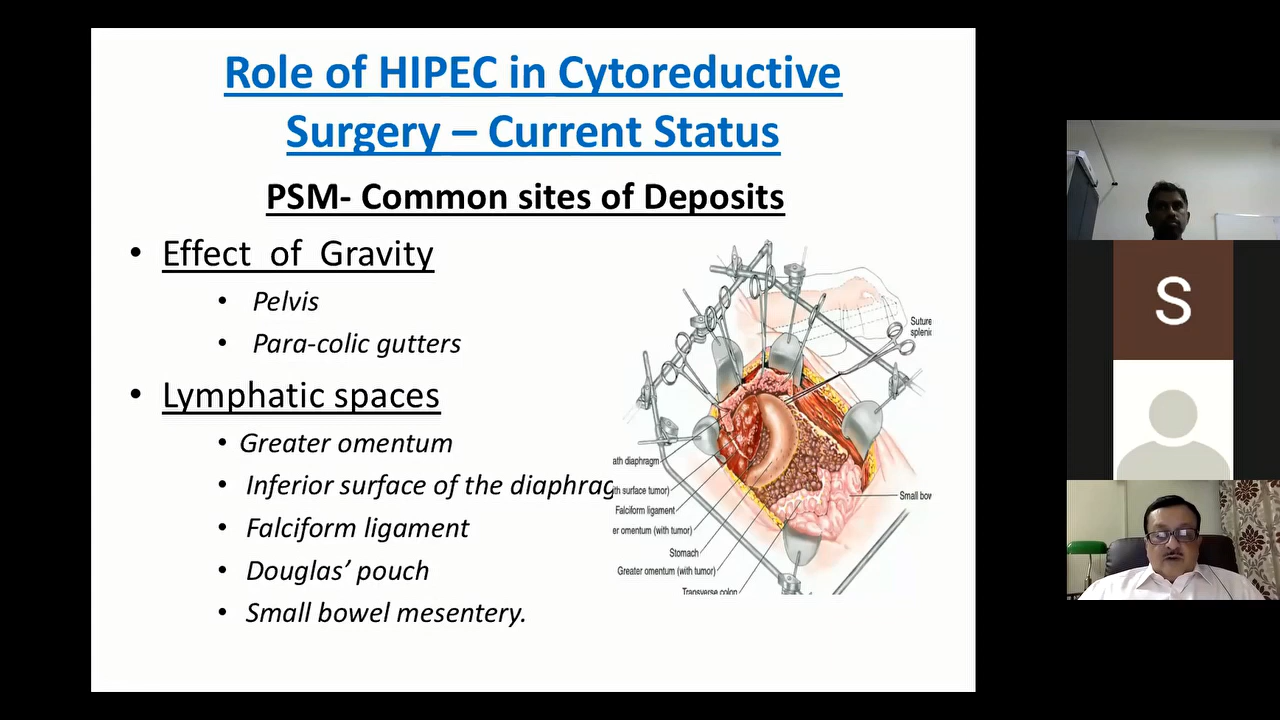 Role of HIPEC in Cytoreductive
Surgery – Current Status
PSM- Common sites of Deposits
• Effect of Gravity
• Pelvis
• Para-colic gutters
• Lymphatic spaces
• Greater omentum
• Inferior surface of the diaphrag
• Falciform ligament
• Douglas’ pouch
• Small bowel mesentery.
Suture
splenic
ath diaphragm
th surface tumor)
Falciform ligament
er omentum (with tumor)
Stomach
Greater omentum (with tumor)
Transverse colon
Small bow
S